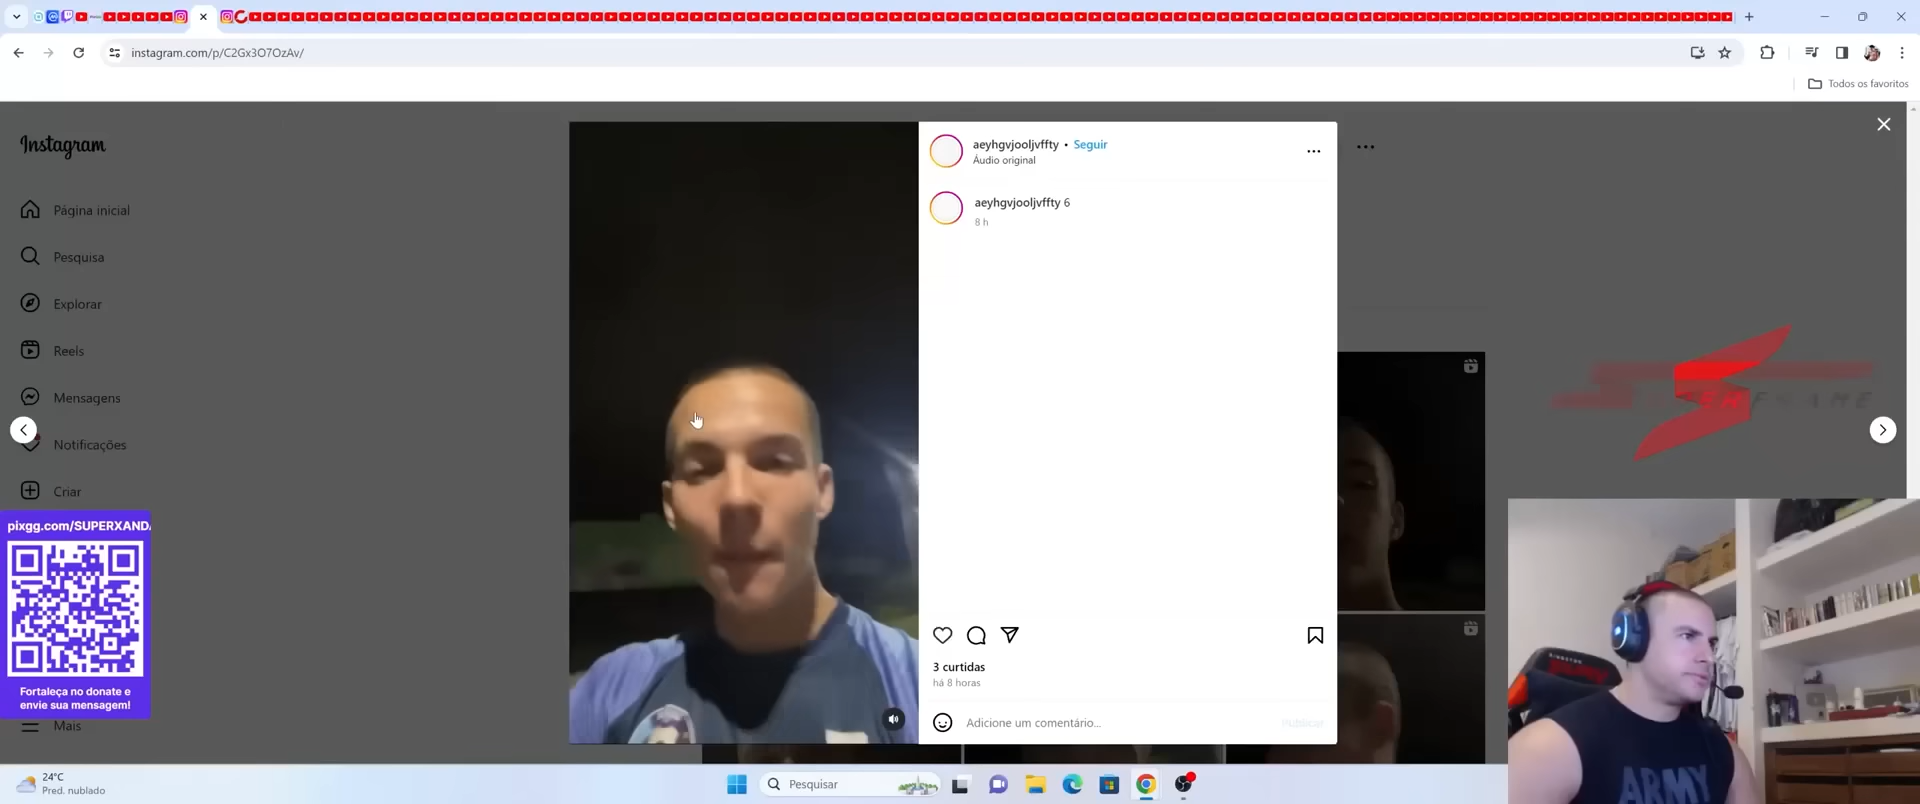 instagram.com/p/C2Gx3O7OzAv/
Todos os favoritos
Instagram
Página inicial
Pesquisa
Explorar
Reels
Mensagens
Notificações
Criar
Mais
aeyhgvjooljvffty • Seguir
Áudio original
aeyhgvjooljvffty 6
8 h
3 curtidas
há 8 horas
Adicione um comentário...
Publicar
pixgg.com/SUPERXANDA
Fortaleça no donate e
envie sua mensagem!
ARMY
24°C
Pred. nublado
Pesquisar